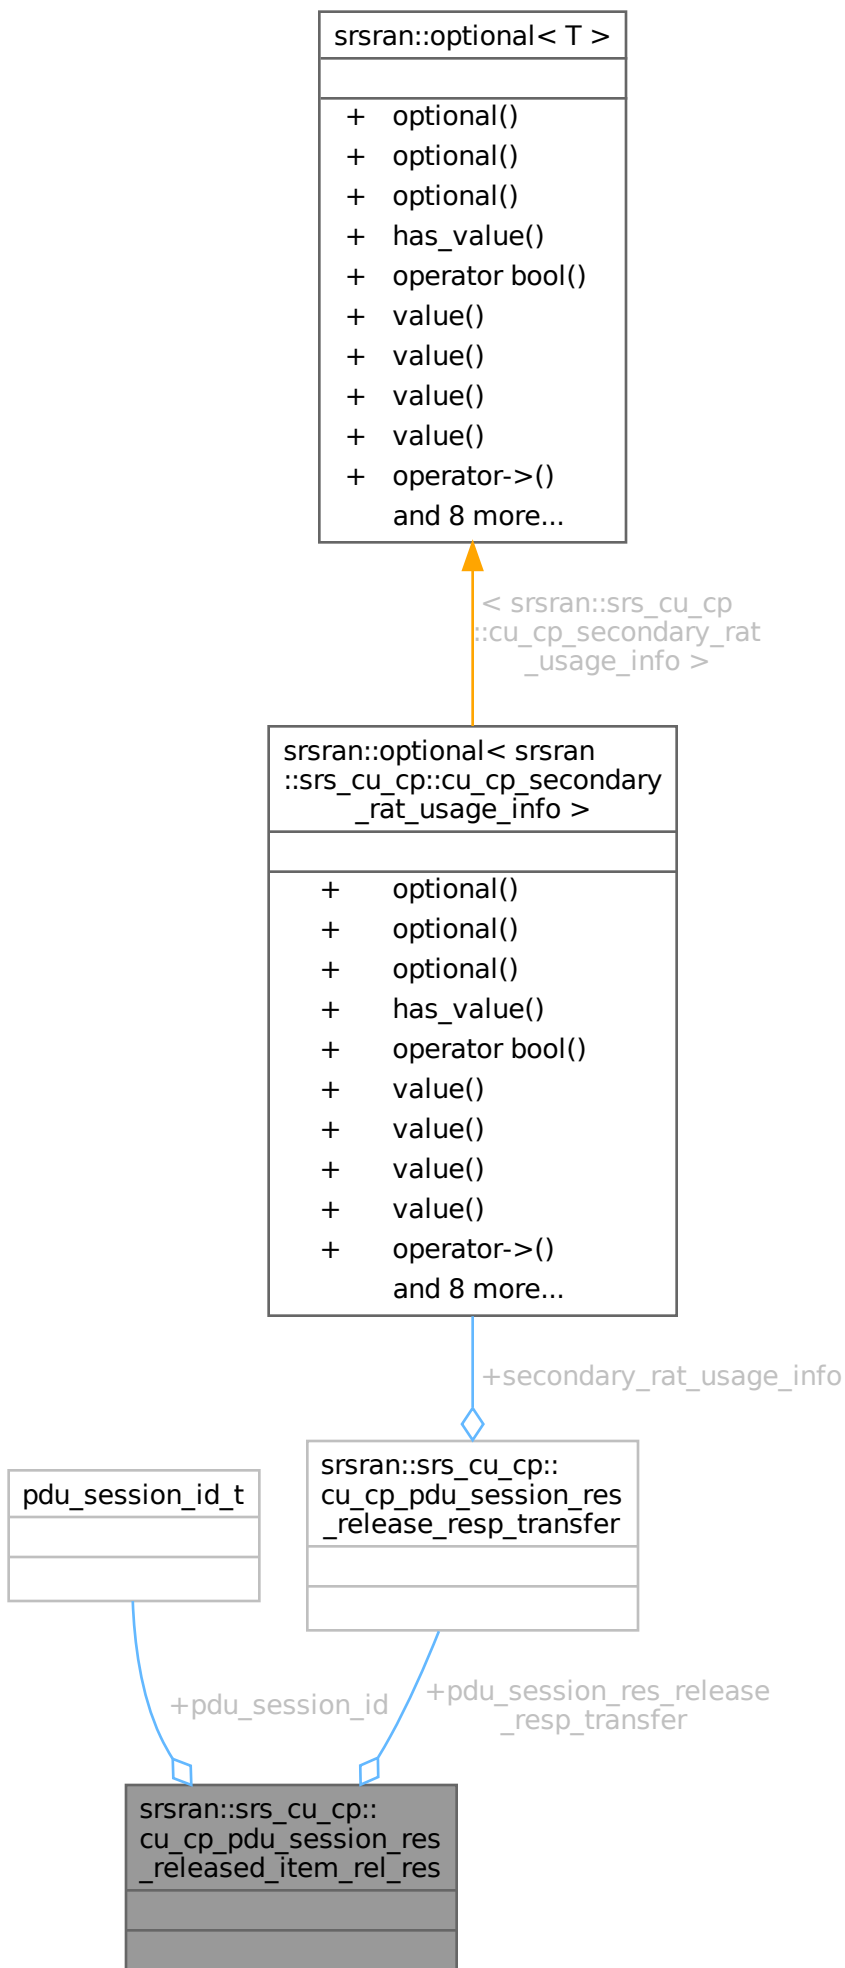 srsran::optional< T >
+ optional()
+ optional()
+ optional()
+ has_value()
+ operator bool()
+ value()
+ value()
+ value()
+ value()
+ operator->()
and 8 more...
< srsran::srs_cu_cp
::cu_cp_secondary_rat
_usage_info >
srsran::optional< srsran
::srs_cu_cp::cu_cp_secondary
_rat_usage_info >
+ optional()
+ optional()
+ optional()
+ has_value()
+ operator bool()
+ value()
+ value()
+ value()
+ value()
+ operator->()
and 8 more...
+secondary_rat_usage_info
pdu_session_id_t
srsran::srs_cu_cp::
cu_cp_pdu_session_res
_release_resp_transfer
+pdu_session_id
+pdu_session_res_release
_resp_transfer
srsran::srs_cu_cp::
cu_cp_pdu_session_res
_released_item_rel_res